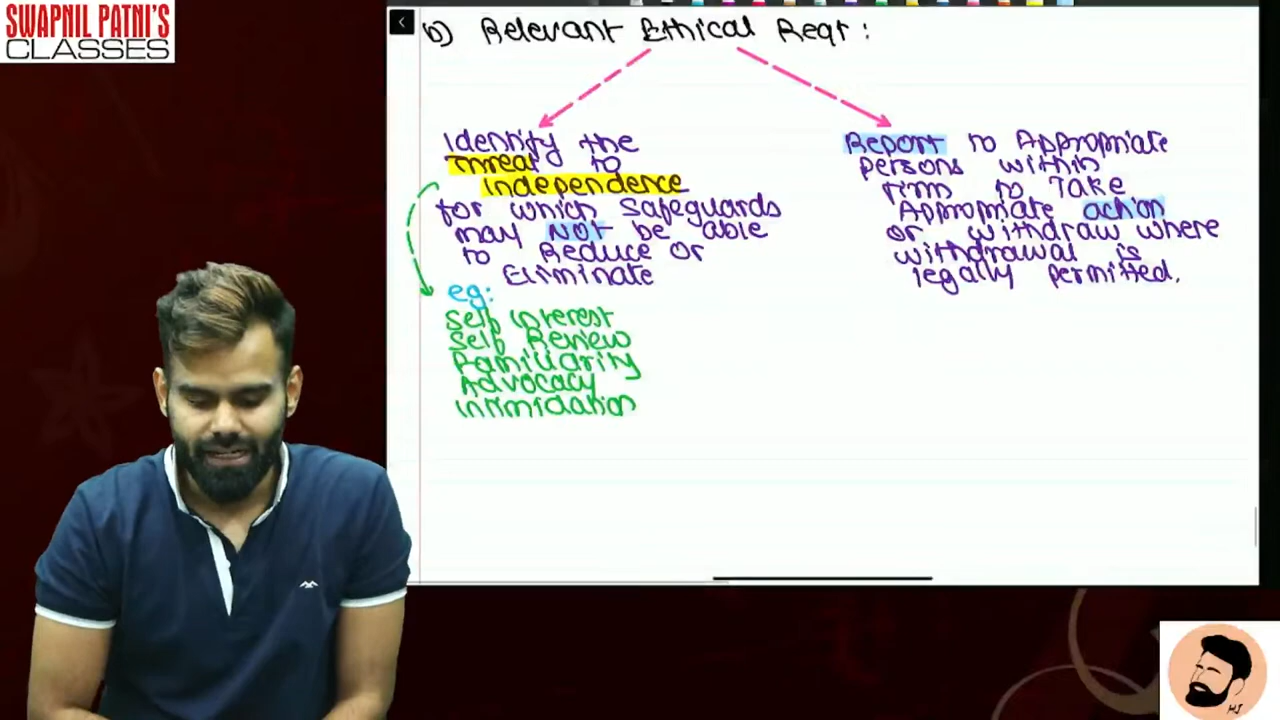 SWAPNIL PATNI'S
CLASSES
b) Relevant Ethical Reqr :
Identify the
Threat to
independence
for which Safeguards
may NOT be able
to Reduce or
Eliminate
eg:
Self interest
Self Review
Familiarity
Advocacy
intimidation
Report to Appropriate
persons within
firm to Take
Appropriate action
or withdraw where
withdrawal is
legally permitted.